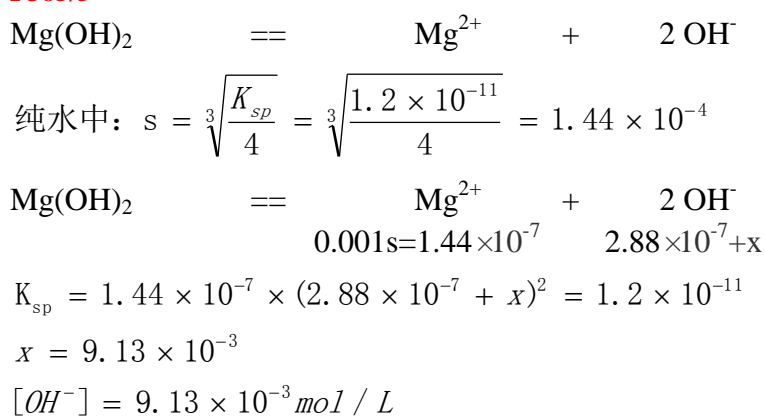 Mg(OH)₂ == Mg²⁺ + 2 OH⁻
纯水中：s = ∛(Kₛₚ/4) = ∛(1.2 × 10⁻¹¹/4) = 1.44 × 10⁻⁴
Mg(OH)₂ == Mg²⁺ + 2 OH⁻
0.001s=1.44×10⁻⁷ 2.88×10⁻⁷+x
Kₛₚ = 1.44 × 10⁻⁷ × (2.88 × 10⁻⁷ + x)² = 1.2 × 10⁻¹¹
x = 9.13 × 10⁻³
[OH⁻] = 9.13 × 10⁻³ mol / L